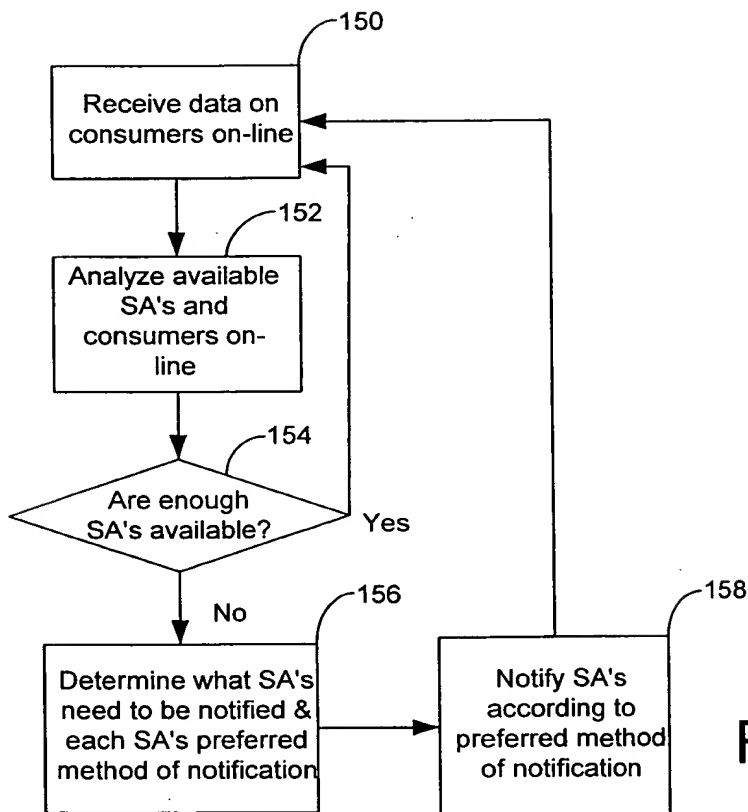 150
Receive data on
consumers on-line
152
Analyze available
SA's and
consumers on-
line
154
Are enough
SA's available?
Yes
No
156
Determine what SA's
need to be notified &
each SA's preferred
method of notification
158
Notify SA's
according to
preferred method
of notification
F